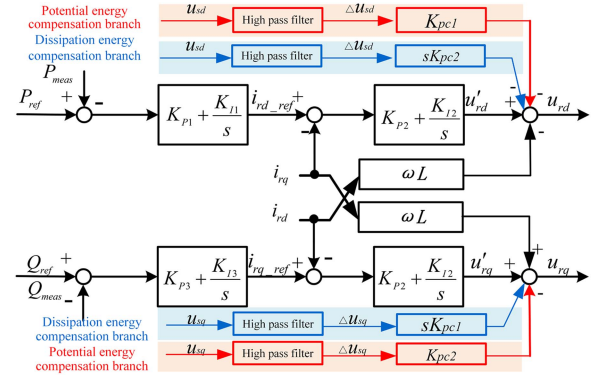 Potential energy
compensation branch
u_sd
High pass filter
△u_sd
K_pc1
Dissipation energy
compensation branch
u_sd
High pass filter
△u_sd
sK_pc2
P_meas
P_ref
+
-
K_P1 + K_I1/s
i_rd_ref
+
-
K_P2 + K_I2/s
u'_rd
+
-
-
-
u_rd
i_rq
ωL
i_rd
ωL
Q_ref
+
Q_meas
-
K_P3 + K_I3/s
i_rq_ref
+
-
K_P2 + K_I2/s
u'_rq
+
+
-
-
u_rq
Dissipation energy
compensation branch
u_sq
High pass filter
△u_sq
sK_pc1
Potential energy
compensation branch
u_sq
High pass filter
△u_sq
K_pc2